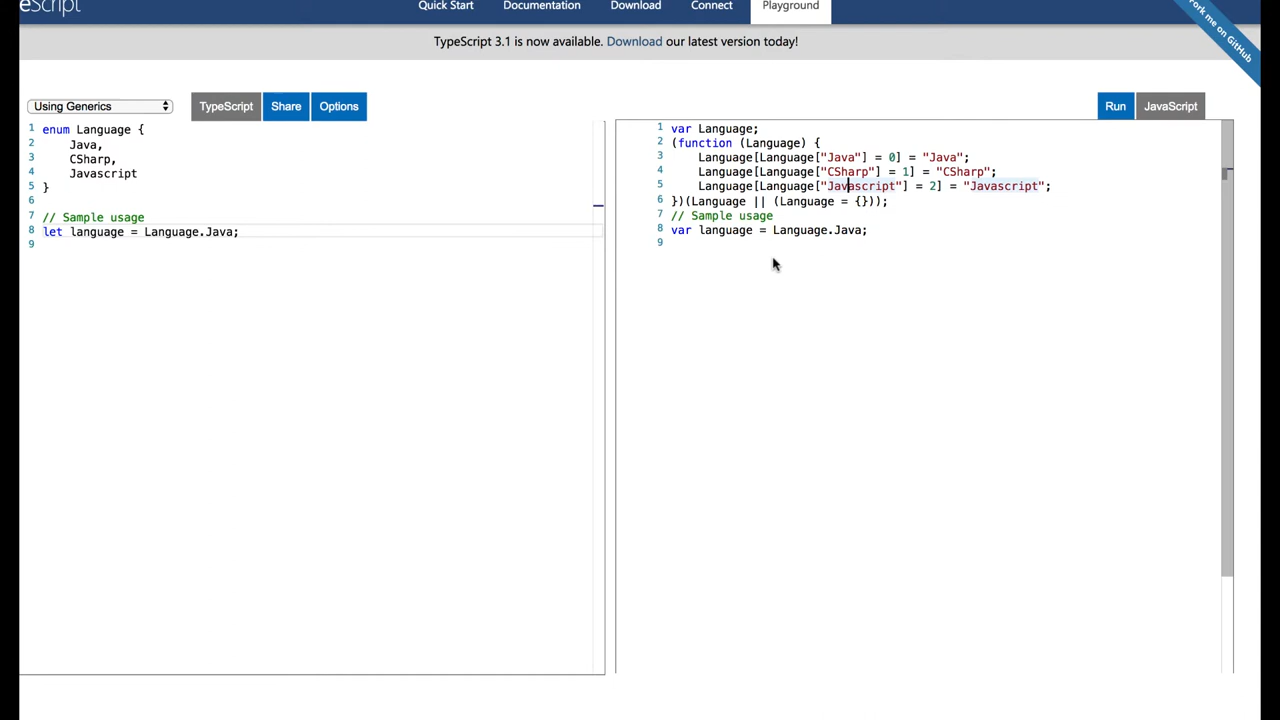 eScript
Quick Start Documentation Download Connect Playground
Fork me on GitHub
TypeScript 3.1 is now available. Download our latest version today!
Using Generics TypeScript Share Options Run JavaScript
1 enum Language {
2 Java,
3 CSharp,
4 Javascript
5 }
6
7 // Sample usage
8 let language = Language.Java;
9
1 var Language;
2 (function (Language) {
3 Language[Language["Java"] = 0] = "Java";
4 Language[Language["CSharp"] = 1] = "CSharp";
5 Language[Language["Javascript"] = 2] = "Javascript";
6 })(Language || (Language = {}));
7 // Sample usage
8 var language = Language.Java;
9